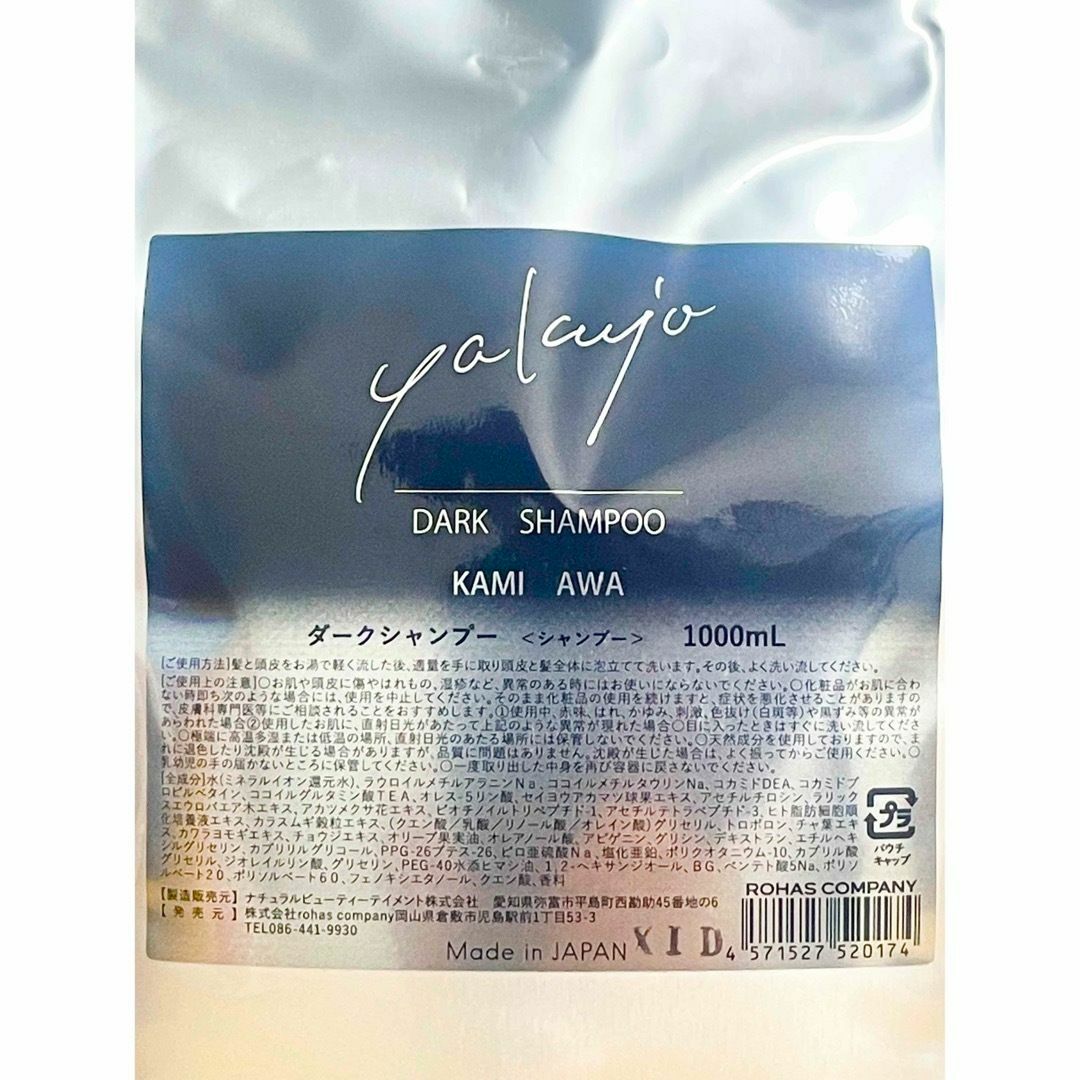 yakujo
DARK SHAMPOO
KAMI AWA
ダークシャンプー <シャンプー> 1000mL
[ご使用方法]髪と頭皮をお湯で軽く流した後、適量を手に取り頭皮と髪全体に泡立てて洗います。その後、よく洗い流してください。
[ご使用上の注意]○お肌や頭皮に傷やはれもの、湿疹など、異常のある時にはお使いにならないでください。○化粧品がお肌に合わ
ない時即ち次のような場合には、使用を中止してください。そのまま化粧品の使用を続けますと、症状を悪化させることがありますの
で、皮膚科専門医等にご相談されることをおすすめします。①使用中、赤味、はれ、かゆみ、刺激、色抜け(白斑等)や黒ずみ等の異常が
あらわれた場合②使用したお肌に、直射日光があたって上記のような異常が現れた場合○目に入ったときはすぐに洗い流してくださ
い。○極端に高温多湿または低温の場所、直射日光のあたる場所には保管しないでください。○天然成分を使用しておりますので、ま
れに退色したり沈殿が生じる場合がありますが、品質に問題はありません。沈殿が生じた場合は、よく振ってからご使用ください。○
乳幼児の手の届かないところに保管してください。○一度取り出した中身を再び容器に戻さないでください。
[全成分]水(ミネラルイオン還元水)、ラウロイルメチルアラニンNa、ココイルメチルタウリンNa、コカミドDEA、コカミドプ
ロピルベタイン、ココイルグルタミン酸TEA、オレス-5リン酸、セイヨウアカマツ球果エキス、アセチルチロシン、ラリックス
スエウロパエア木エキス、アカツメクサ花エキス、ビオチノイルトリペプチド-1、アセチルテトラペプチド-3、ヒト脂肪細胞順
化培養液エキス、カラスムギ穀粒エキス、(クエン酸/乳酸/リノール酸/オレイン酸)グリセリル、トロポロン、チャ葉エキ
ス、カワラヨモギエキス、チョウジエキス、オリーブ果実油、オレアノール酸、アピゲニン、グリシン、デキストラン、エチルヘキ
シルグリセリン、カプリリルグリコール、PPG-26ブテス-26、ピロ亜硫酸Na、塩化亜鉛、ポリクオタニウム-10、カプリル酸
グリセリル、ジオレイルリン酸、グリセリン、PEG-40水添ヒマシ油、1,2-ヘキサンジオール、BG、ペンテト酸5Na、ポリソ
ルベート20、ポリソルベート60、フェノキシエタノール、クエン酸、香料
プラ
パウチ
キャップ
[製造販売元] ナチュラルビューティーテイメント株式会社 愛知県弥富市平島町西勘助45番地の6
[発売元] 株式会社rohas company岡山県倉敷市児島駅前1丁目53-3
TEL086-441-9930
ROHAS COMPANY
Made in JAPAN XID
4 571527 520174